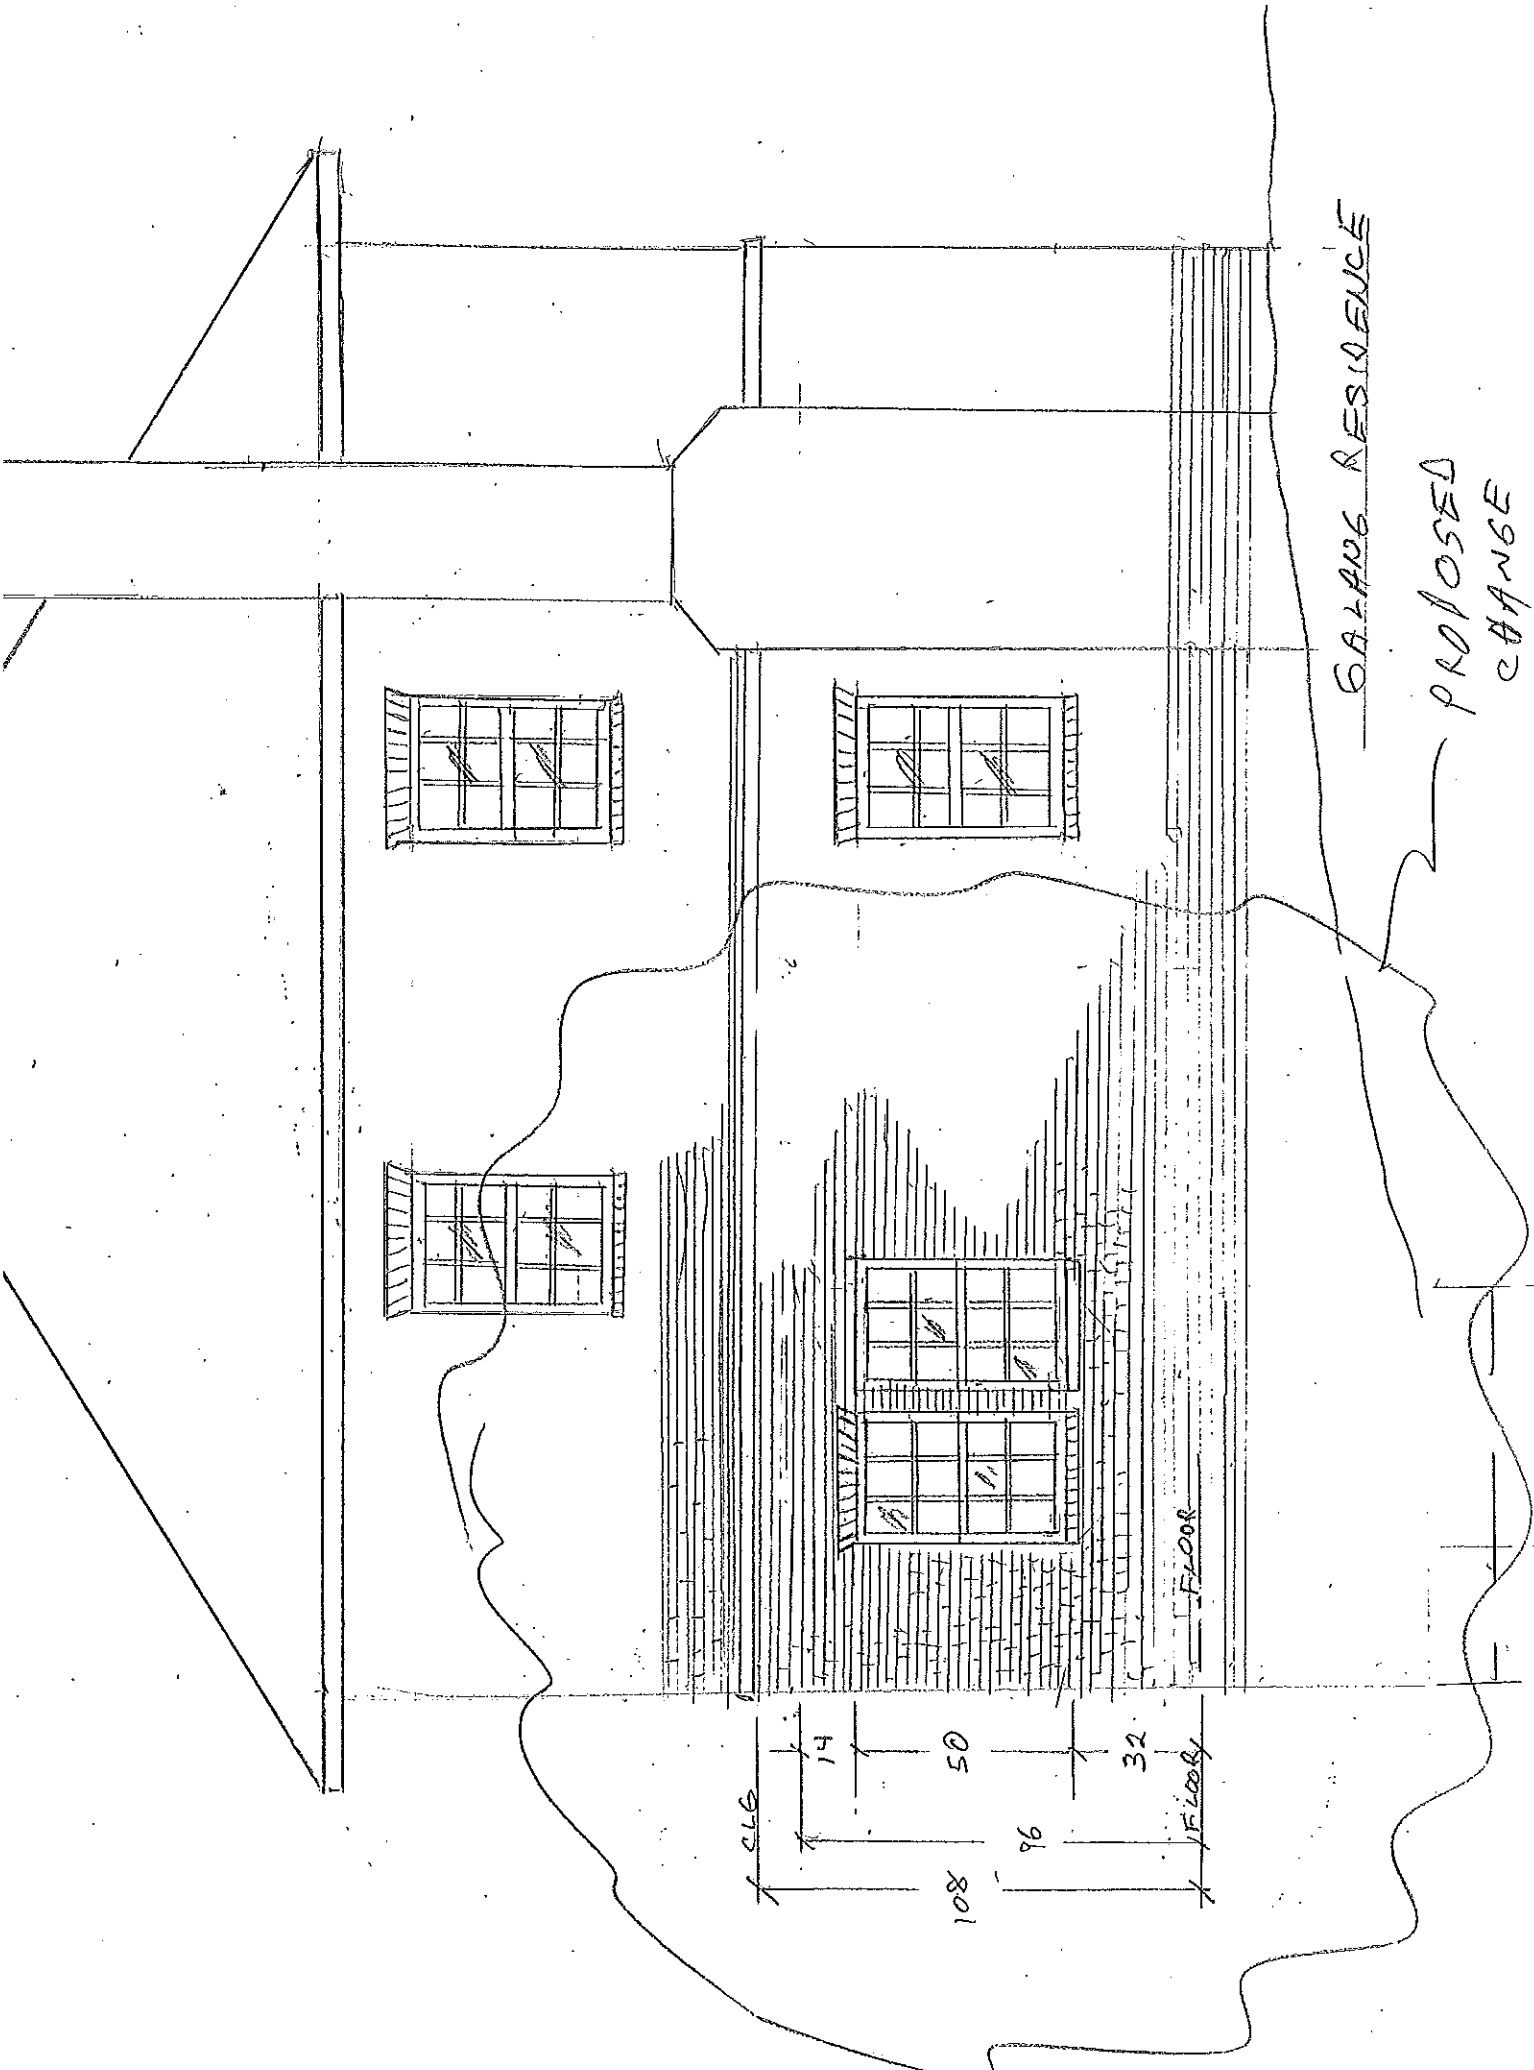 GALANG RESIDENCE
PROPOSED
CHANGE
CLG
14
50
32
96
108
FLOOR
FLOOR